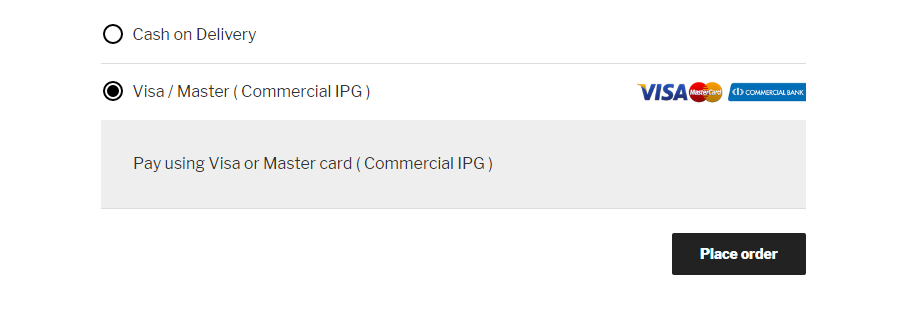 Cash on Delivery
Visa / Master ( Commercial IPG )
VISA MasterCard COMMERCIAL BANK
Pay using Visa or Master card ( Commercial IPG )
Place order